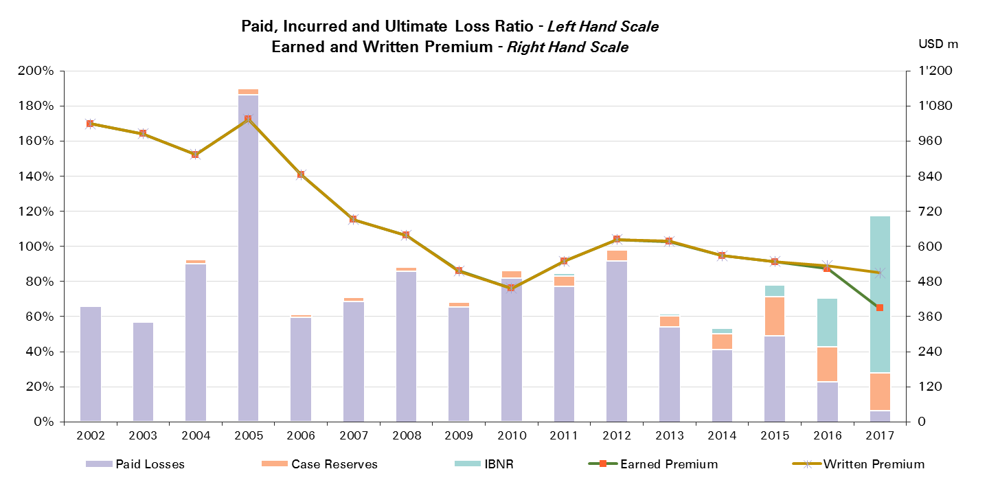 Paid, Incurred and Ultimate Loss Ratio - Left Hand Scale
Earned and Written Premium - Right Hand Scale
USD m
200% 1'200
180% 1'080
160% 960
140% 840
120% 720
100% 600
80% 480
60% 360
40% 240
20% 120
0% 0
2002 2003 2004 2005 2006 2007 2008 2009 2010 2011 2012 2013 2014 2015 2016 2017
Paid Losses Case Reserves IBNR Earned Premium Written Premium